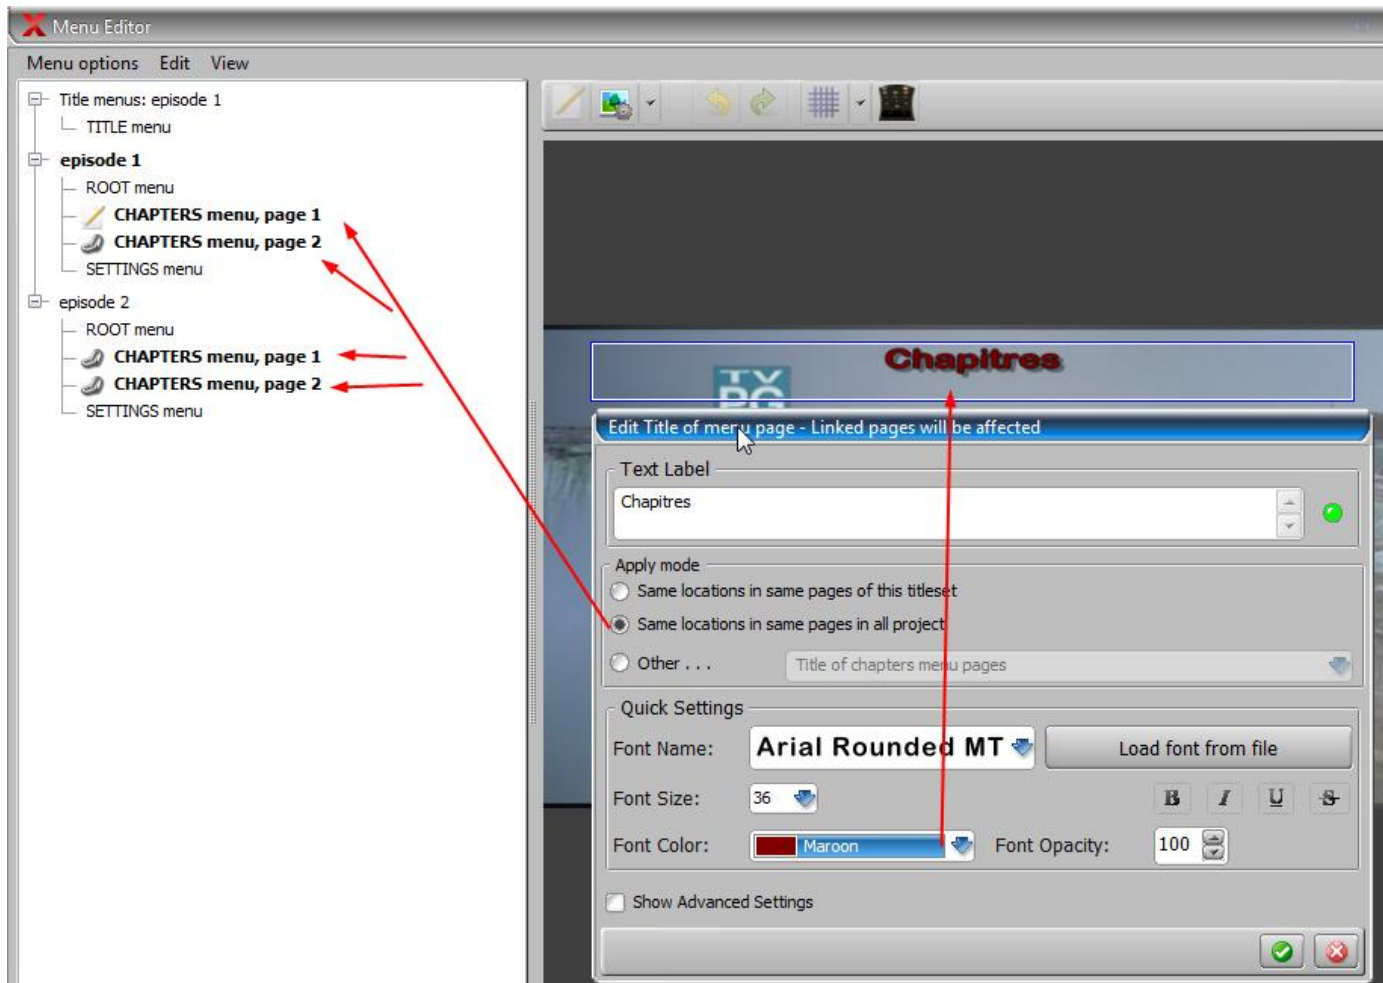 Menu Editor
Menu options Edit View
Title menus: episode 1
TITLE menu
episode 1
ROOT menu
CHAPTERS menu, page 1
CHAPTERS menu, page 2
SETTINGS menu
episode 2
ROOT menu
CHAPTERS menu, page 1
CHAPTERS menu, page 2
SETTINGS menu
Chapitres
TV
PG
Edit Title of menu page - Linked pages will be affected
Text Label
Chapitres
Apply mode
Same locations in same pages of this titleset
Same locations in same pages in all project
Other . . . Title of chapters menu pages
Quick Settings
Font Name: Arial Rounded MT Load font from file
Font Size: 36 B I U S
Font Color: Maroon Font Opacity: 100
Show Advanced Settings